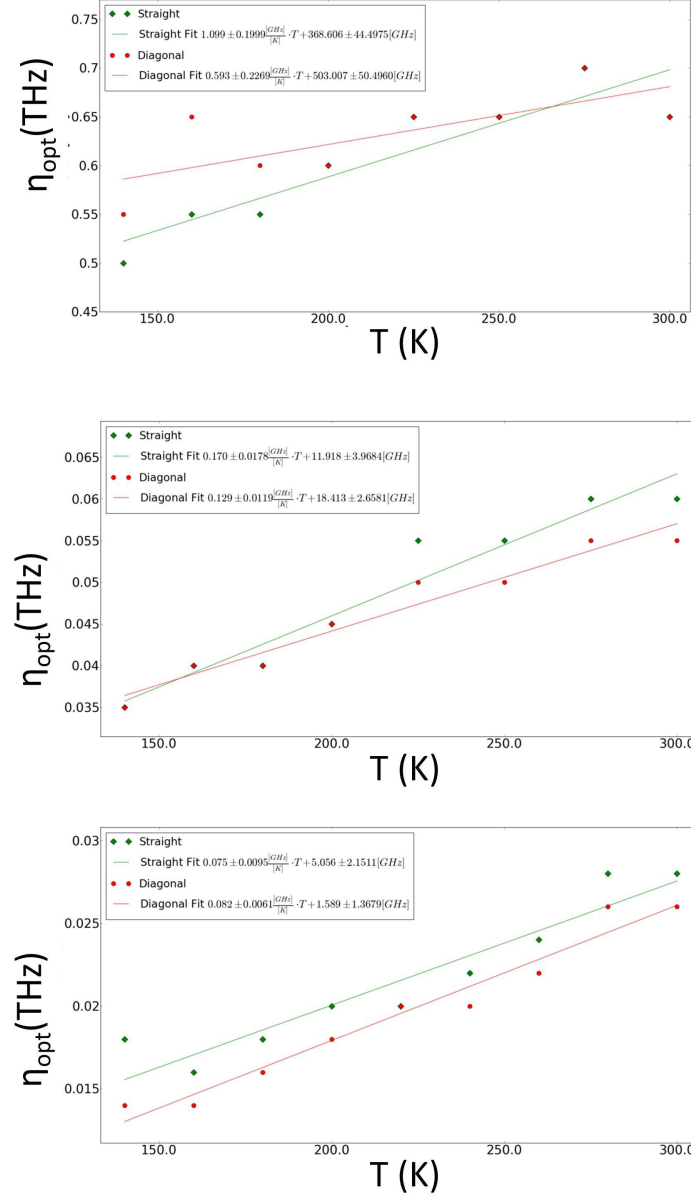 0.75
0.7
0.65
0.6
0.55
0.5
0.45
ηopt(THz)
Straight
Straight Fit 1.099±0.1999[GHz]/[K]·T+368.606±44.4975[GHz]
Diagonal
Diagonal Fit 0.593±0.2269[GHz]/[K]·T+503.007±50.4960[GHz]
150.0 200.0 250.0 300.0
T (K)
0.065
0.06
0.055
0.05
0.045
0.04
0.035
ηopt(THz)
Straight
Straight Fit 0.170±0.0178[GHz]/[K]·T+11.918±3.9684[GHz]
Diagonal
Diagonal Fit 0.129±0.0119[GHz]/[K]·T+18.413±2.6581[GHz]
150.0 200.0 250.0 300.0
T (K)
0.03
0.025
0.02
0.015
ηopt(THz)
Straight
Straight Fit 0.075±0.0095[GHz]/[K]·T+5.056±2.1511[GHz]
Diagonal
Diagonal Fit 0.082±0.0061[GHz]/[K]·T+1.589±1.3679[GHz]
150.0 200.0 250.0 300.0
T (K)